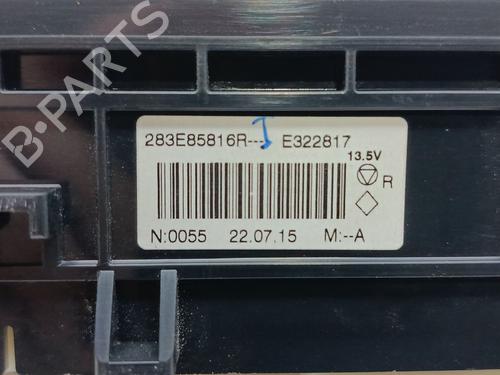 B-PARTS
283E85816R--- E322817
13.5V
R
N:0055 22.07.15 M:--A